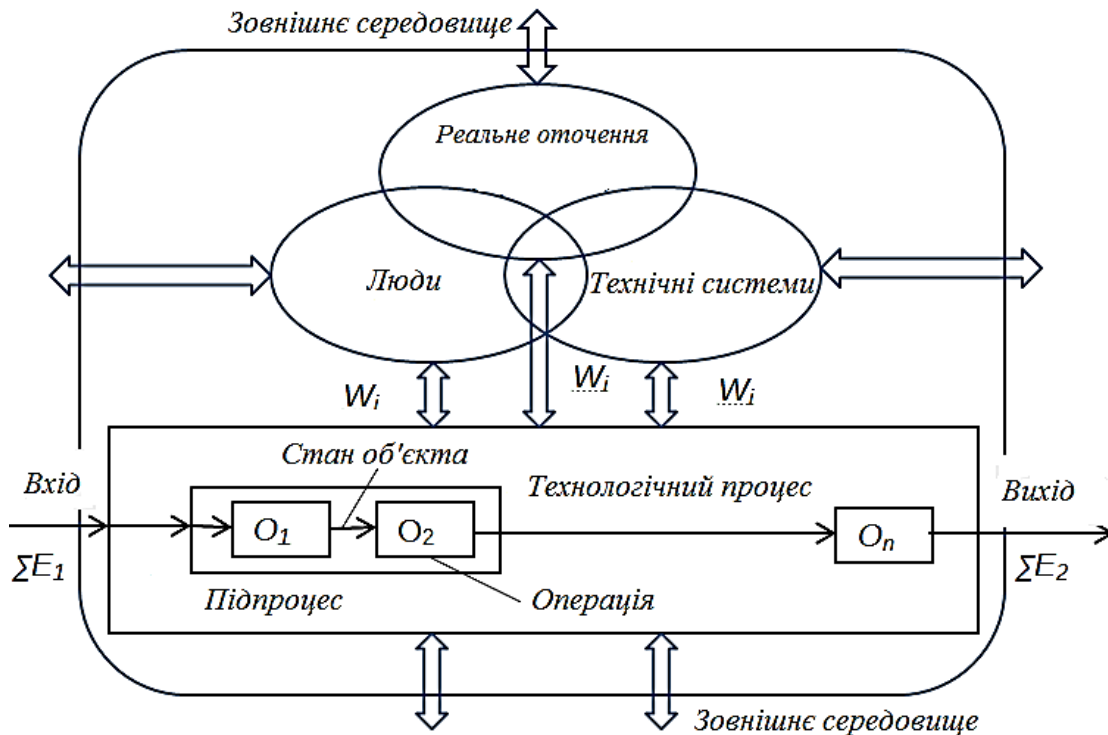 Зовнішнє середовище
Реальне оточення
Люди
Технічні системи
Wi
Wi
Wi
Стан об'єкта
Вхід
Технологічний процес
Вихід
O1
O2
On
∑E1
∑E2
Підпроцес
Операція
Зовнішнє середовище